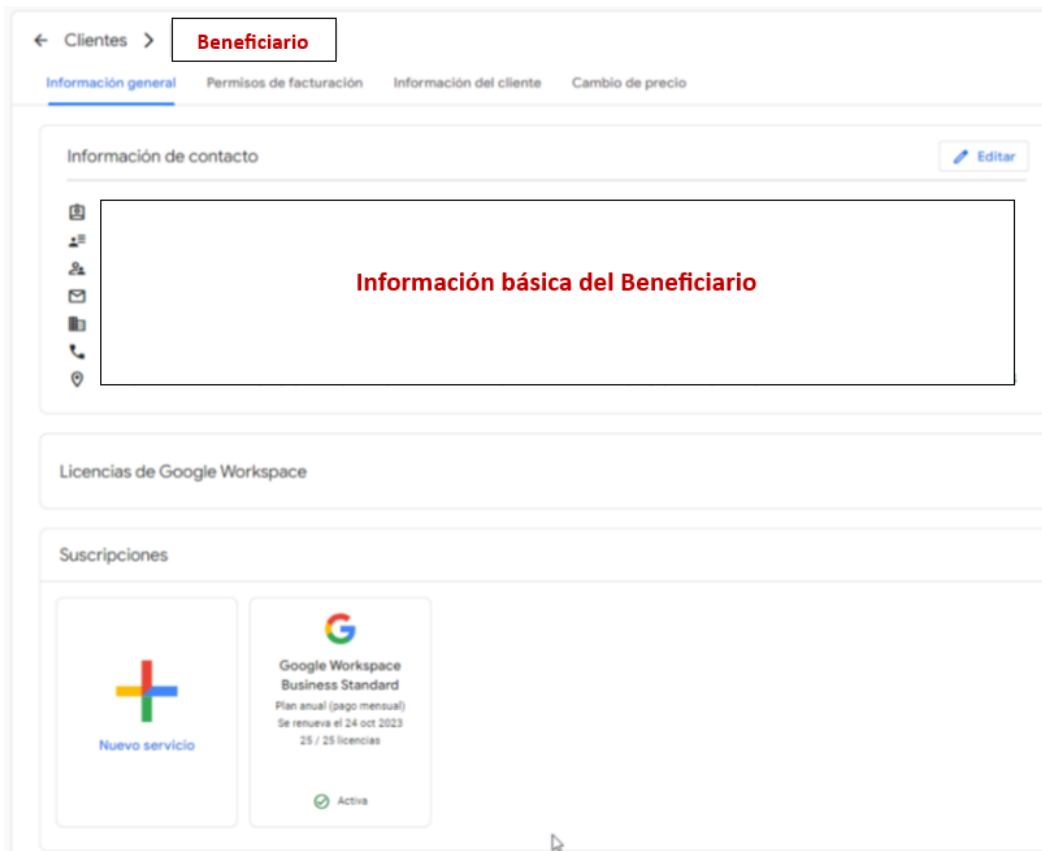 Clientes
Beneficiario
Información general Permisos de facturación Información del cliente Cambio de precio
Información de contacto
Editar
Información básica del Beneficiario
Licencias de Google Workspace
Suscripciones
Nuevo servicio
Google Workspace
Business Standard
Plan anual (pago mensual)
Se renueva el 24 oct 2023
25 / 25 licencias
Activa